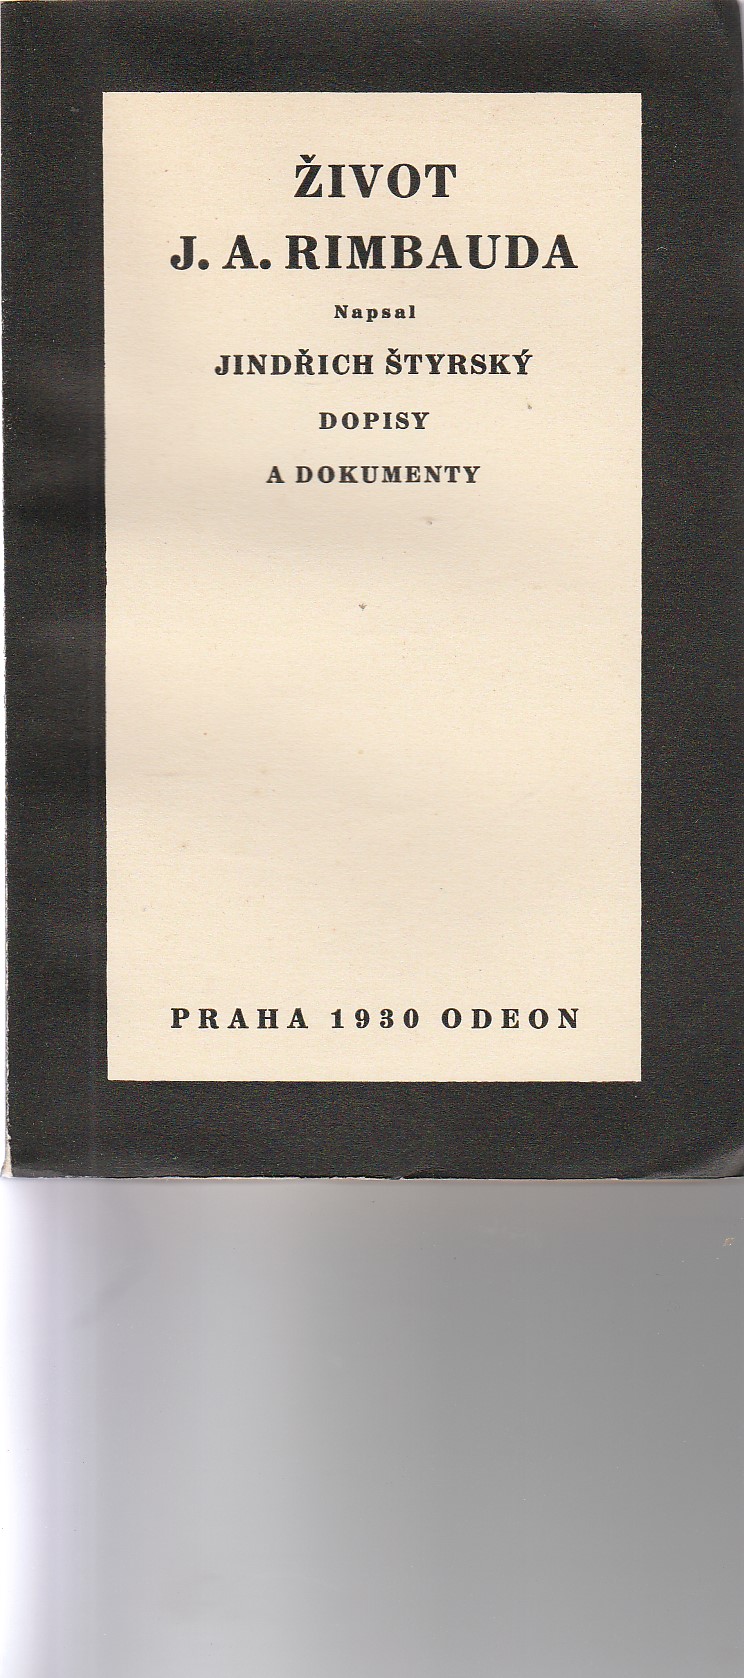 ŽIVOT
J. A. RIMBAUDA
Napsal
JINDŘICH ŠTYRSKÝ
DOPISY
A DOKUMENTY
PRAHA 1930 ODEON